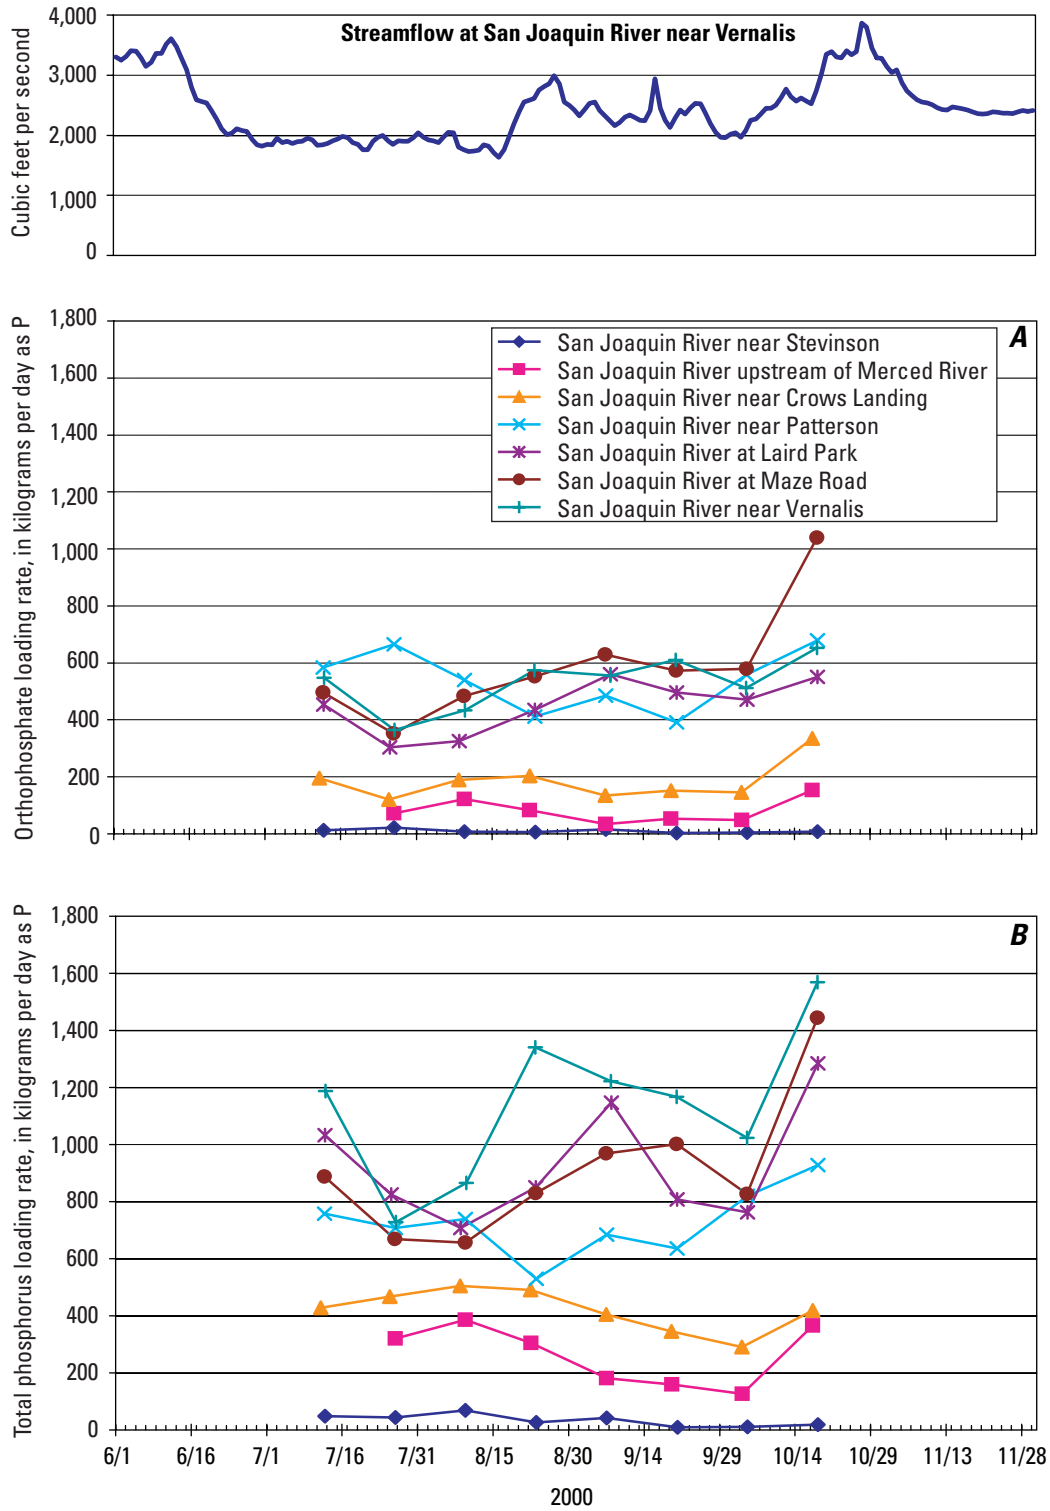 Streamflow at San Joaquin River near Vernalis
Cubic feet per second
4,000
3,000
2,000
1,000
0
A
Orthophosphate loading rate, in kilograms per day as P
1,800
1,600
1,400
1,200
1,000
800
600
400
200
0
San Joaquin River near Stevinson
San Joaquin River upstream of Merced River
San Joaquin River near Crows Landing
San Joaquin River near Patterson
San Joaquin River at Laird Park
San Joaquin River at Maze Road
San Joaquin River near Vernalis
B
Total phosphorus loading rate, in kilograms per day as P
1,800
1,600
1,400
1,200
1,000
800
600
400
200
0
6/1 6/16 7/1 7/16 7/31 8/15 8/30 9/14 9/29 10/14 10/29 11/13 11/28
2000